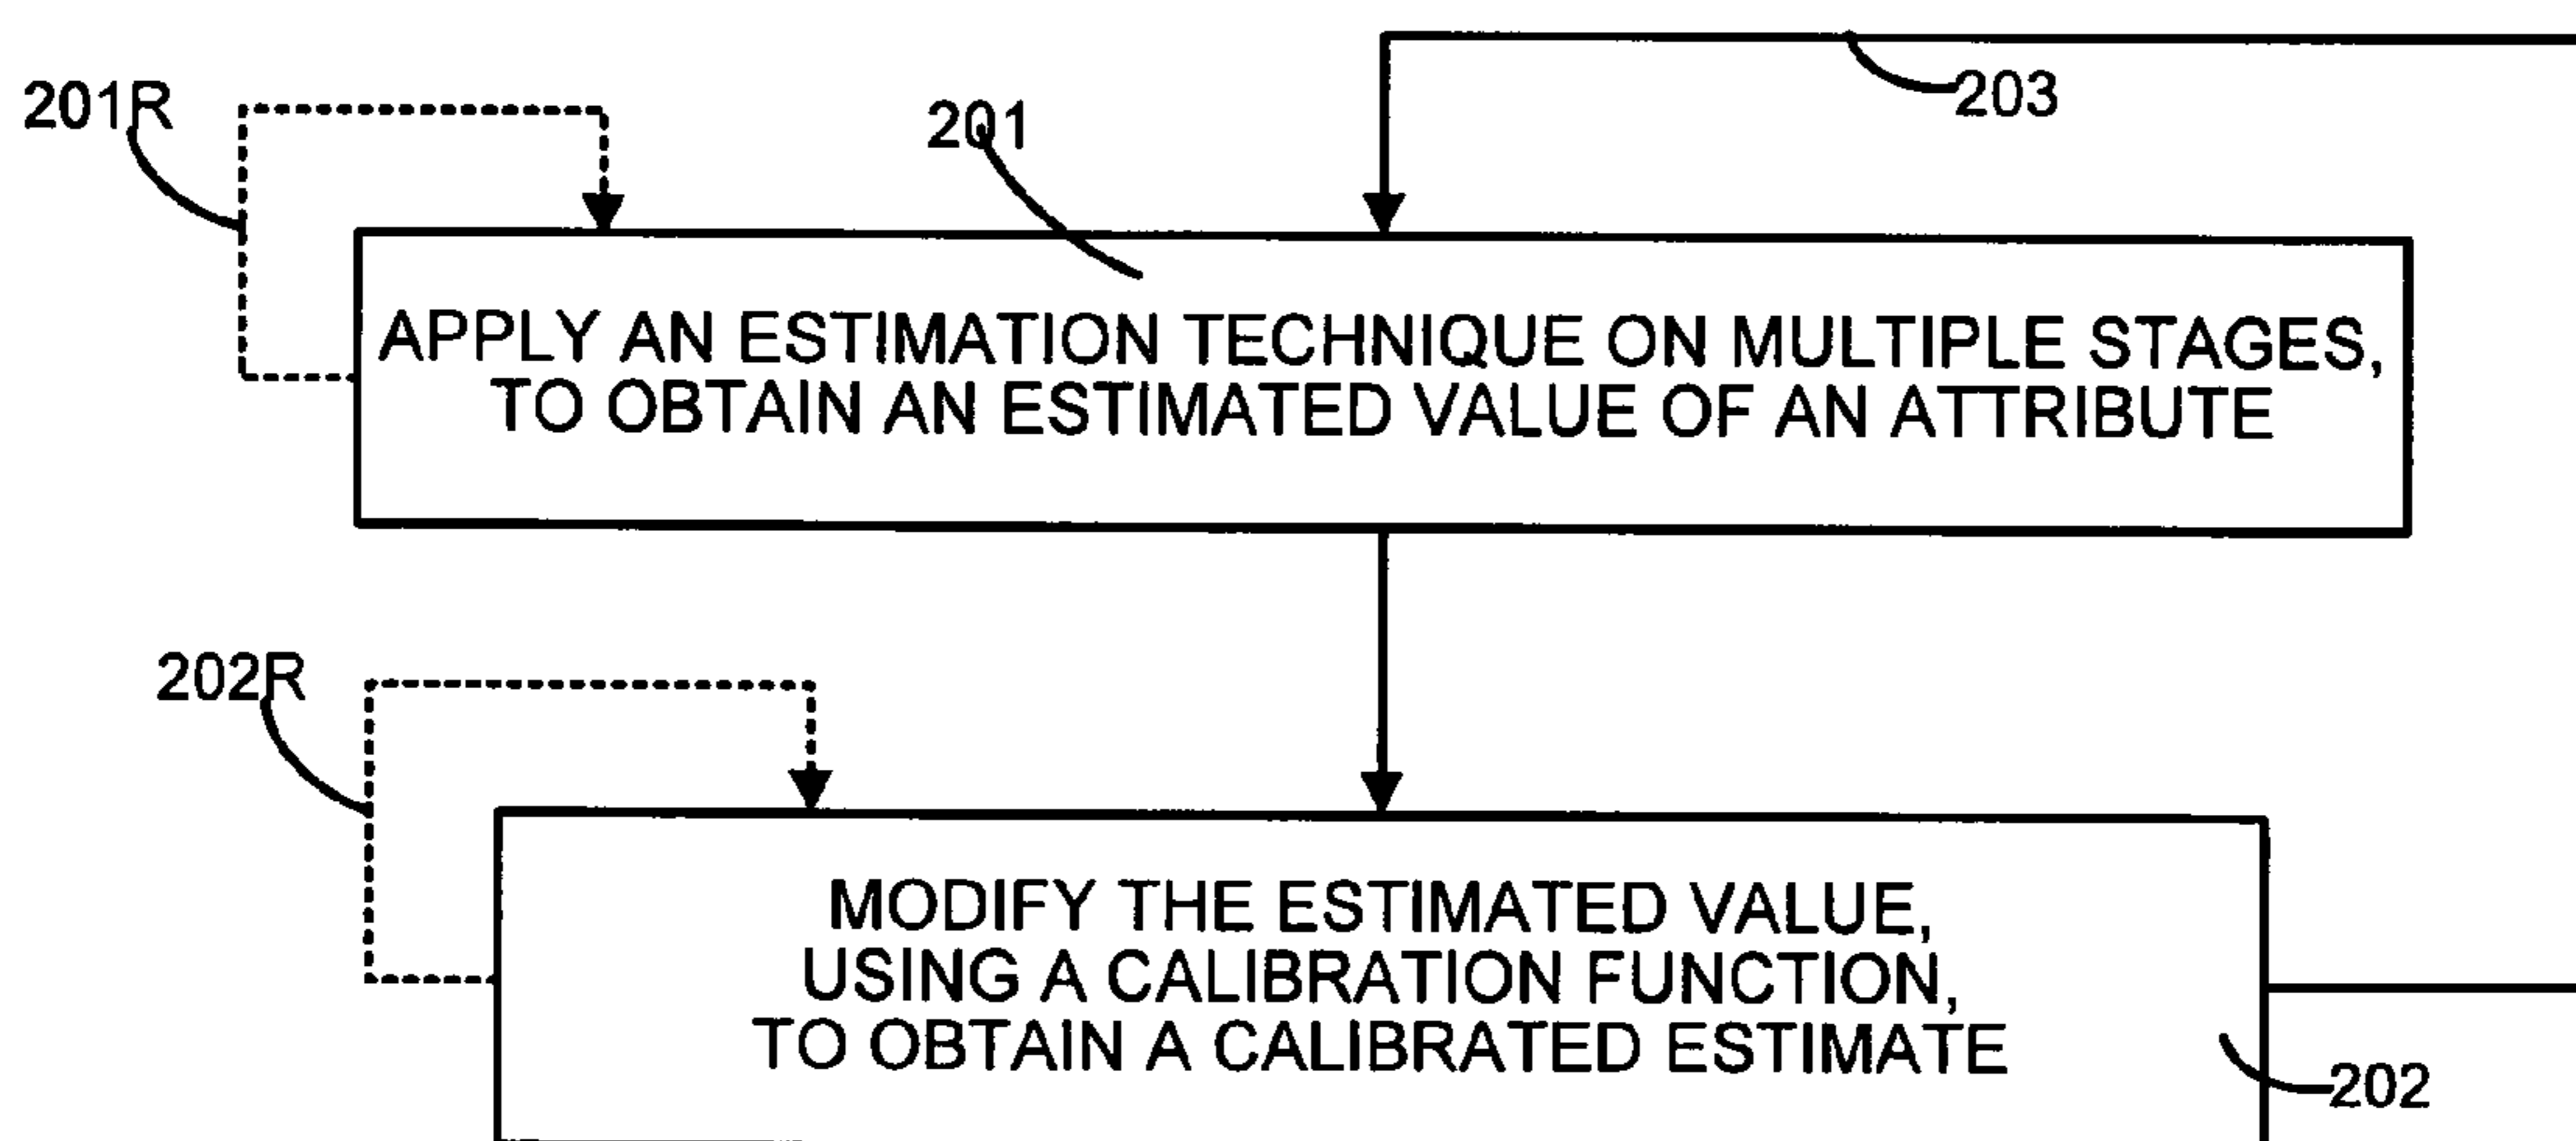 201R
201
203
APPLY AN ESTIMATION TECHNIQUE ON MULTIPLE STAGES,
TO OBTAIN AN ESTIMATED VALUE OF AN ATTRIBUTE
202R
MODIFY THE ESTIMATED VALUE,
USING A CALIBRATION FUNCTION,
TO OBTAIN A CALIBRATED ESTIMATE
202